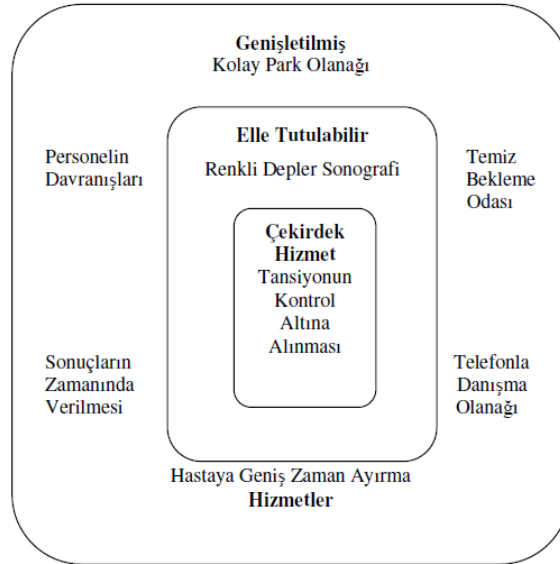 Genişletilmiş
Kolay Park Olanağı
Elle Tutulabilir
Renkli Depler Sonografi
Personelin
Davranışları
Temiz
Bekleme
Odası
Çekirdek
Hizmet
Tansiyonun
Kontrol
Altına
Alınması
Sonuçların
Zamanında
Verilmesi
Telefonla
Danışma
Olanağı
Hastaya Geniş Zaman Ayırma
Hizmetler